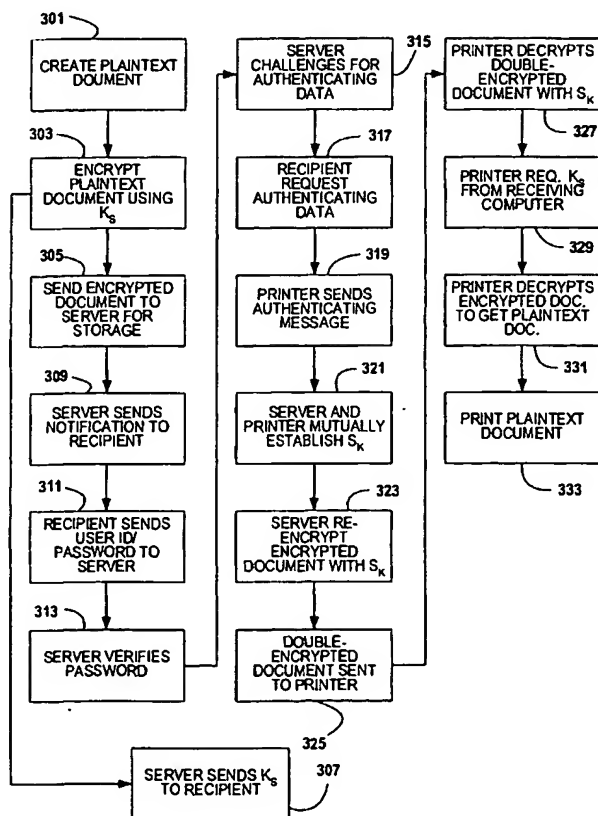 301
CREATE PLAINTEXT
DOUMENT
303
ENCRYPT
PLAINTEXT
DOCUMENT USING
KS
305
SEND ENCRYPTED
DOCUMENT TO
SERVER FOR
STORAGE
309
SERVER SENDS
NOTIFICATION TO
RECIPIENT
311
RECIPIENT SENDS
USER ID/
PASSWORD TO
SERVER
313
SERVER VERIFIES
PASSWORD
SERVER SENDS KS
TO RECIPIENT
307
SERVER
CHALLENGES FOR
AUTHENTICATING
DATA
315
317
RECIPIENT
REQUEST
AUTHENTICATING
DATA
319
PRINTER SENDS
AUTHENTICATING
MESSAGE
321
SERVER AND
PRINTER MUTUALLY
ESTABLISH SK
323
SERVER RE-
ENCRYPT
ENCRYPTED
DOCUMENT WITH SK
DOUBLE-
ENCRYPTED
DOCUMENT SENT
TO PRINTER
325
PRINTER DECRYPTS
DOUBLE-
ENCRYPTED
DOCUMENT WITH SK
327
PRINTER REQ. KS
FROM RECEIVING
COMPUTER
329
PRINTER DECRYPTS
ENCRYPTED DOC.
TO GET PLAINTEXT
DOC.
331
PRINT PLAINTEXT
DOCUMENT
333